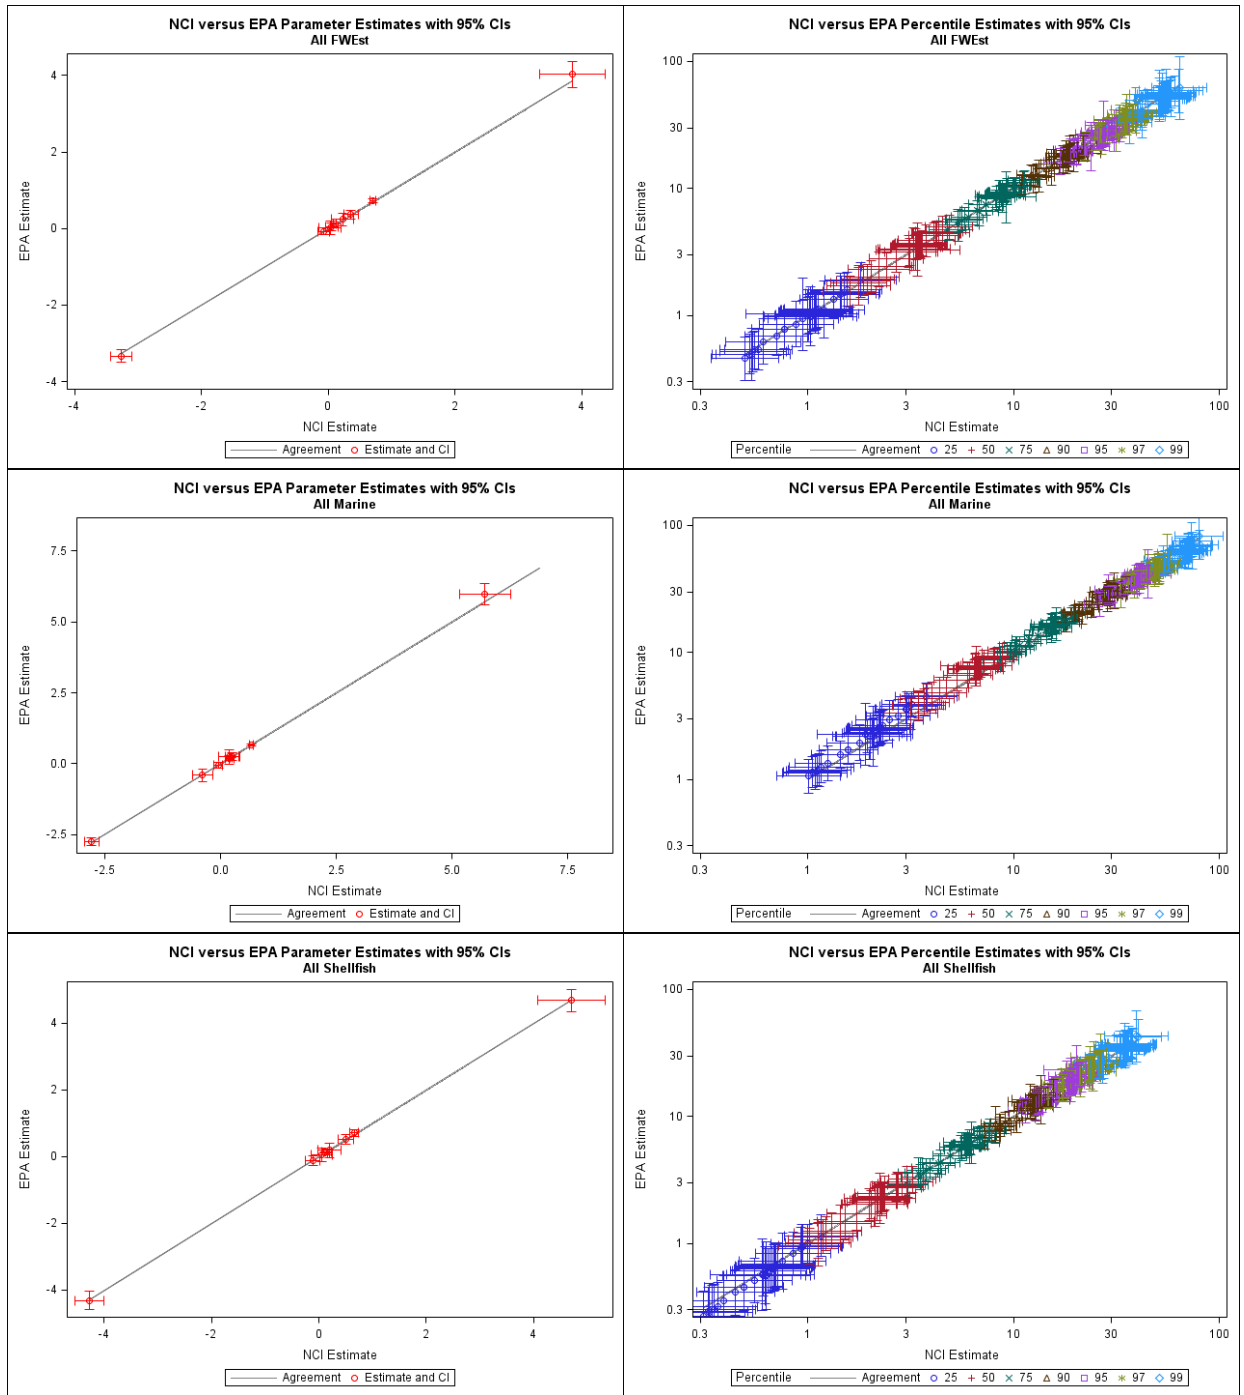 NCI versus EPA Parameter Estimates with 95% CIs
All FWEst
4
2
0
-2
-4
EPA Estimate
-4 -2 0 2 4
NCI Estimate
Agreement Estimate and CI
NCI versus EPA Percentile Estimates with 95% CIs
All FWEst
100
30
10
3
1
0.3
EPA Estimate
0.3 1 3 10 30 100
NCI Estimate
Percentile Agreement 25 50 75 90 95 97 99
NCI versus EPA Parameter Estimates with 95% CIs
All Marine
7.5
5.0
2.5
0.0
-2.5
EPA Estimate
-2.5 0.0 2.5 5.0 7.5
NCI Estimate
Agreement Estimate and CI
NCI versus EPA Percentile Estimates with 95% CIs
All Marine
100
30
10
3
1
0.3
EPA Estimate
0.3 1 3 10 30 100
NCI Estimate
Percentile Agreement 25 50 75 90 95 97 99
NCI versus EPA Parameter Estimates with 95% CIs
All Shellfish
4
2
0
-2
-4
EPA Estimate
-4 -2 0 2 4
NCI Estimate
Agreement Estimate and CI
NCI versus EPA Percentile Estimates with 95% CIs
All Shellfish
100
30
10
3
1
0.3
EPA Estimate
0.3 1 3 10 30 100
NCI Estimate
Percentile Agreement 25 50 75 90 95 97 99